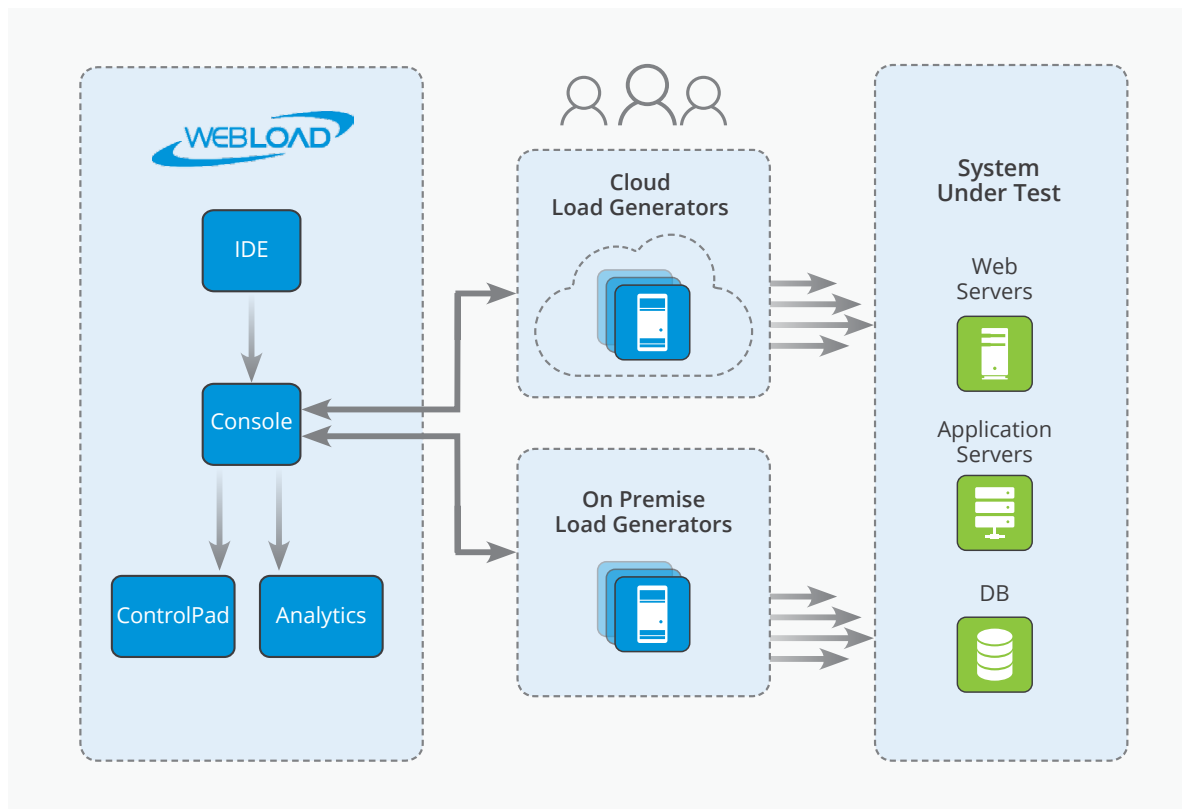 WEBLOAD
IDE
Console
ControlPad
Analytics
Cloud
Load Generators
On Premise
Load Generators
System
Under Test
Web
Servers
Application
Servers
DB